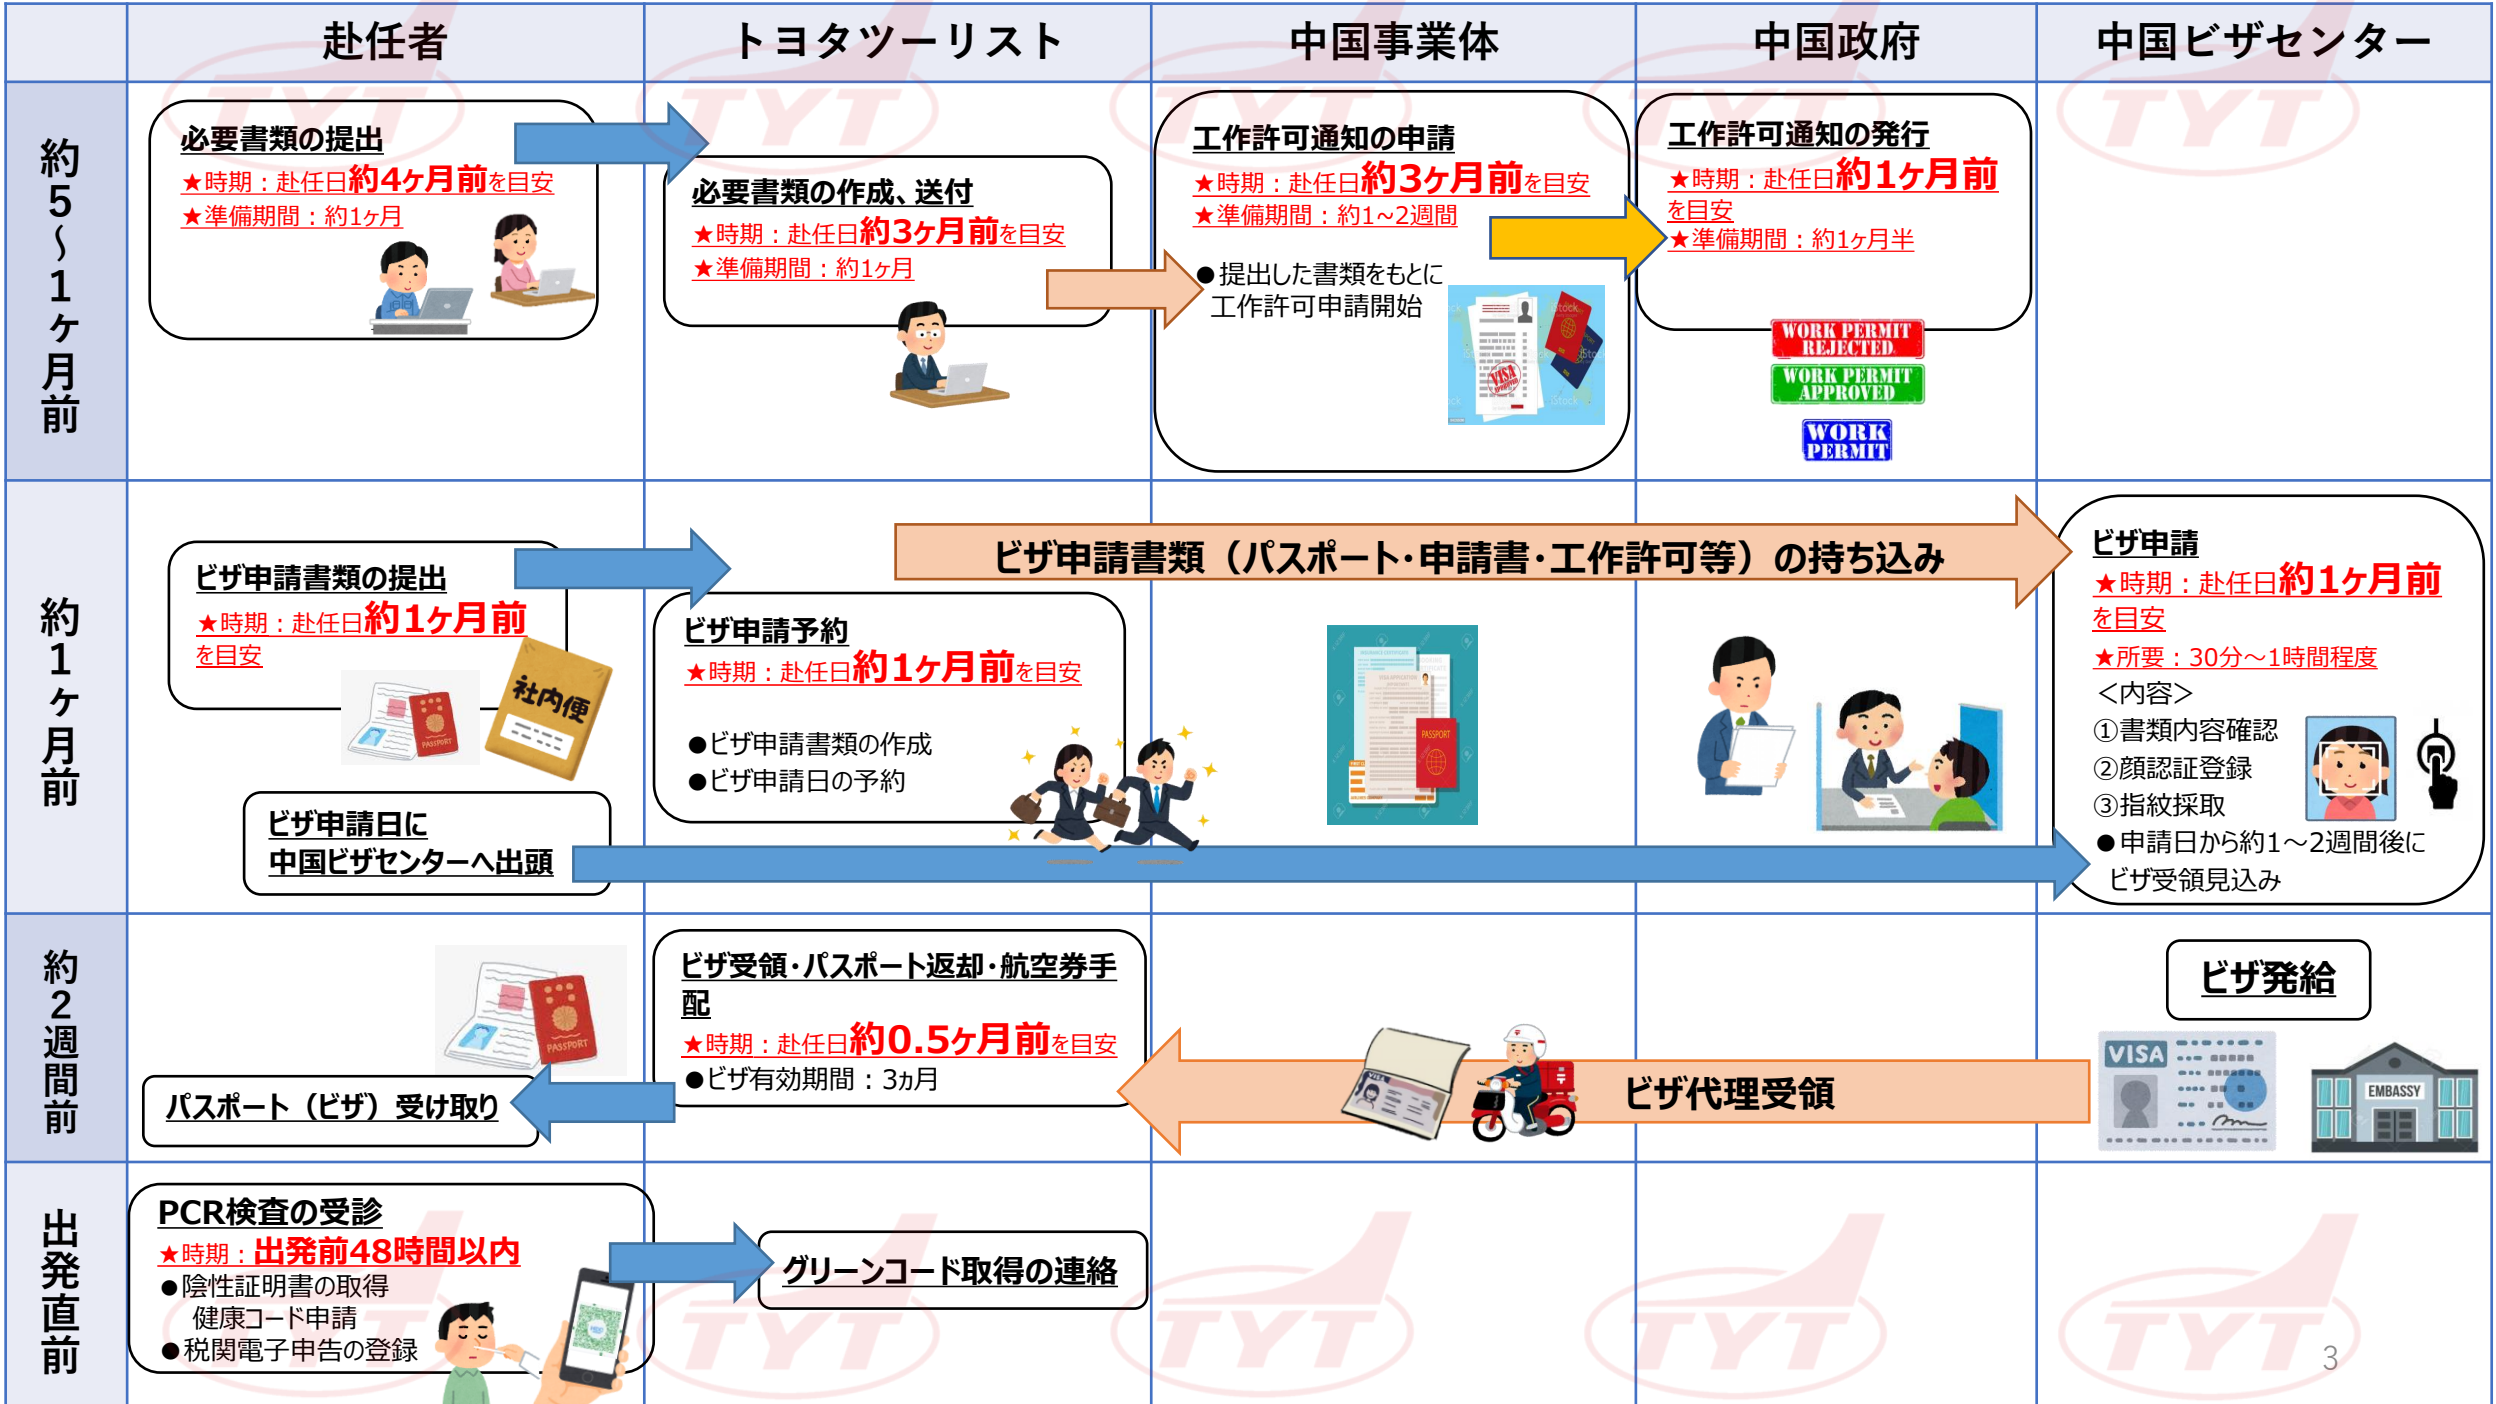 赴任者
トヨタツーリスト
中国事業体
中国政府
中国ビザセンター
約5～1ヶ月前
必要書類の提出
★時期：赴任日約4ヶ月前を目安
★準備期間：約1ヶ月
必要書類の作成、送付
★時期：赴任日約3ヶ月前を目安
★準備期間：約1ヶ月
工作許可通知の申請
★時期：赴任日約3ヶ月前を目安
★準備期間：約1~2週間
●提出した書類をもとに
工作許可申請開始
VISA
APPROVED
iStock
工作許可通知の発行
★時期：赴任日約1ヶ月前
を目安
★準備期間：約1ヶ月半
WORK PERMIT
REJECTED
WORK PERMIT
APPROVED
WORK
PERMIT
約1ヶ月前
ビザ申請書類の提出
★時期：赴任日約1ヶ月前
を目安
PASSPORT
社内便
ビザ申請日に
中国ビザセンターへ出頭
ビザ申請書類（パスポート・申請書・工作許可等）の持ち込み
ビザ申請予約
★時期：赴任日約1ヶ月前を目安
●ビザ申請書類の作成
●ビザ申請日の予約
VISA APPLICATION
PASSPORT
ビザ申請
★時期：赴任日約1ヶ月前
を目安
★所要：30分～1時間程度
＜内容＞
①書類内容確認
②顔認証登録
③指紋採取
●申請日から約1～2週間後に
ビザ受領見込み
約2週間前
PASSPORT
パスポート（ビザ）受け取り
ビザ受領・パスポート返却・航空券手
配
★時期：赴任日約0.5ヶ月前を目安
●ビザ有効期間：3ヵ月
VISA
〒
ビザ代理受領
ビザ発給
VISA
EMBASSY
出発直前
PCR検査の受診
★時期：出発前48時間以内
●陰性証明書の取得
健康コード申請
●税関電子申告の登録
グリーンコード取得の連絡
TYT
TYT
TYT
TYT
TYT
TYT
TYT
TYT
TYT
TYT
3